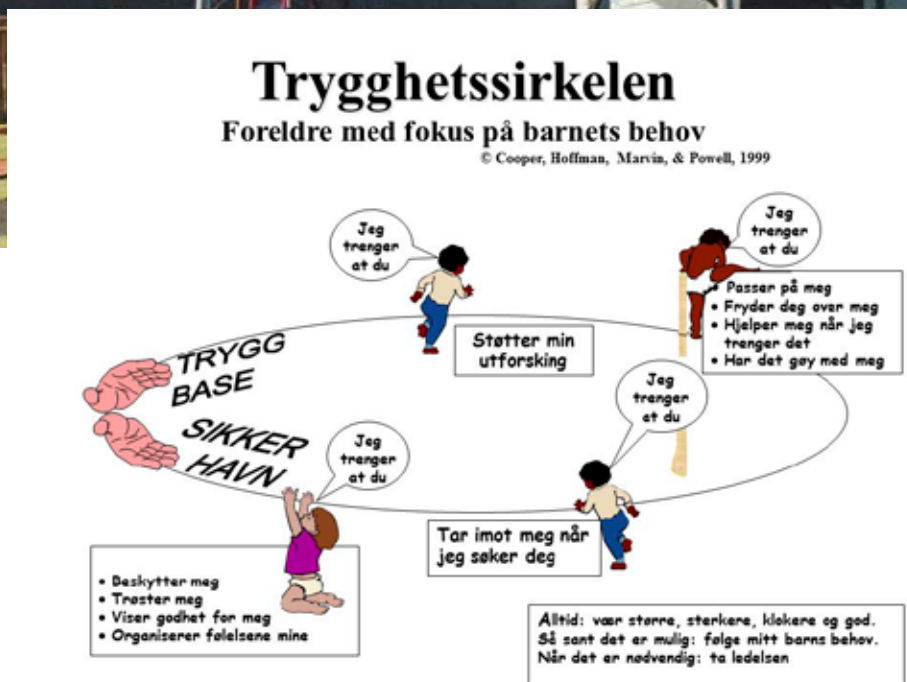 Trygghetssirkelen
Foreldre med fokus på barnets behov
© Cooper, Hoffman, Marvin, & Powell, 1999
Jeg
trenger
at du
Støtter min
utforsking
Jeg
trenger
at du
• Passer på meg
• Fryder deg over meg
• Hjelper meg når jeg
trenger det
• Har det gøy med meg
TRYGG
BASE
SIKKER
HAVN
Jeg
trenger
at du
Tar imot meg når
jeg søker deg
Jeg
trenger
at du
• Beskytter meg
• Trøster meg
• Viser godhet for meg
• Organiserer følelsene mine
Alltid: vær større, sterkere, klokere og god.
Så sant det er mulig: følge mitt barns behov.
Når det er nødvendig: ta ledelsen